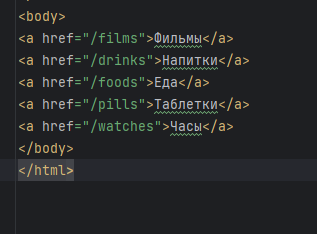 <body>
<a href="/films">Фильмы</a>
<a href="/drinks">Напитки</a>
<a href="/foods">Еда</a>
<a href="/pills">Таблетки</a>
<a href="/watches">Часы</a>
</body>
</html>